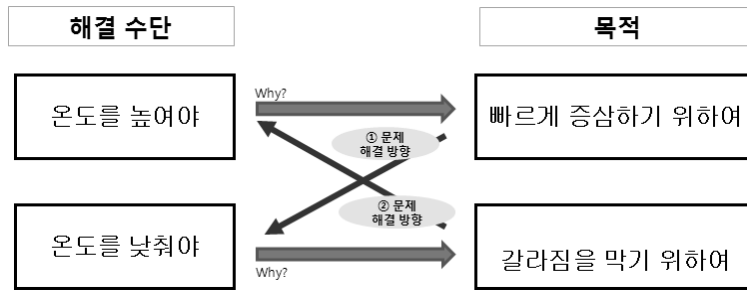 해결 수단
목적
Why?
온도를 높여야
빠르게 증삼하기 위하여
① 문제
해결 방향
② 문제
해결 방향
온도를 낮춰야
갈라짐을 막기 위하여
Why?